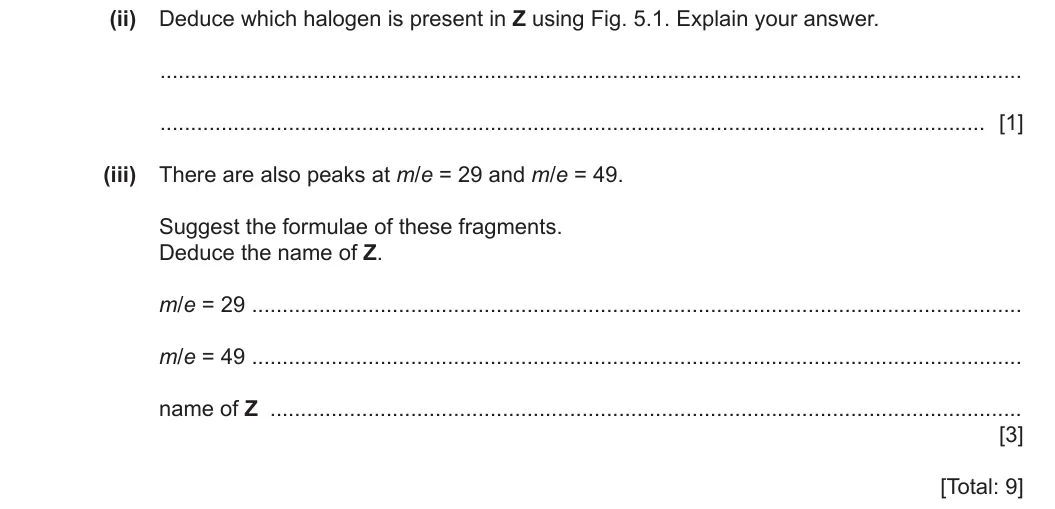 (ii) Deduce which halogen is present in Z using Fig. 5.1. Explain your answer.
..........................................................................................................................................
.................................................................................................................................... [1]
(iii) There are also peaks at m/e = 29 and m/e = 49.
Suggest the formulae of these fragments.
Deduce the name of Z.
m/e = 29 ..............................................................................................................................
m/e = 49 ..............................................................................................................................
name of Z ..........................................................................................................................
[3]
[Total: 9]